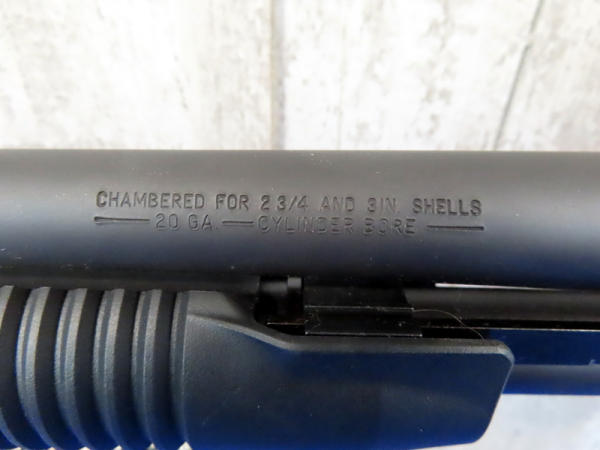 CHAMBERED FOR 2 3/4 AND 3IN. SHELLS
20 GA. — CYLINDER BORE